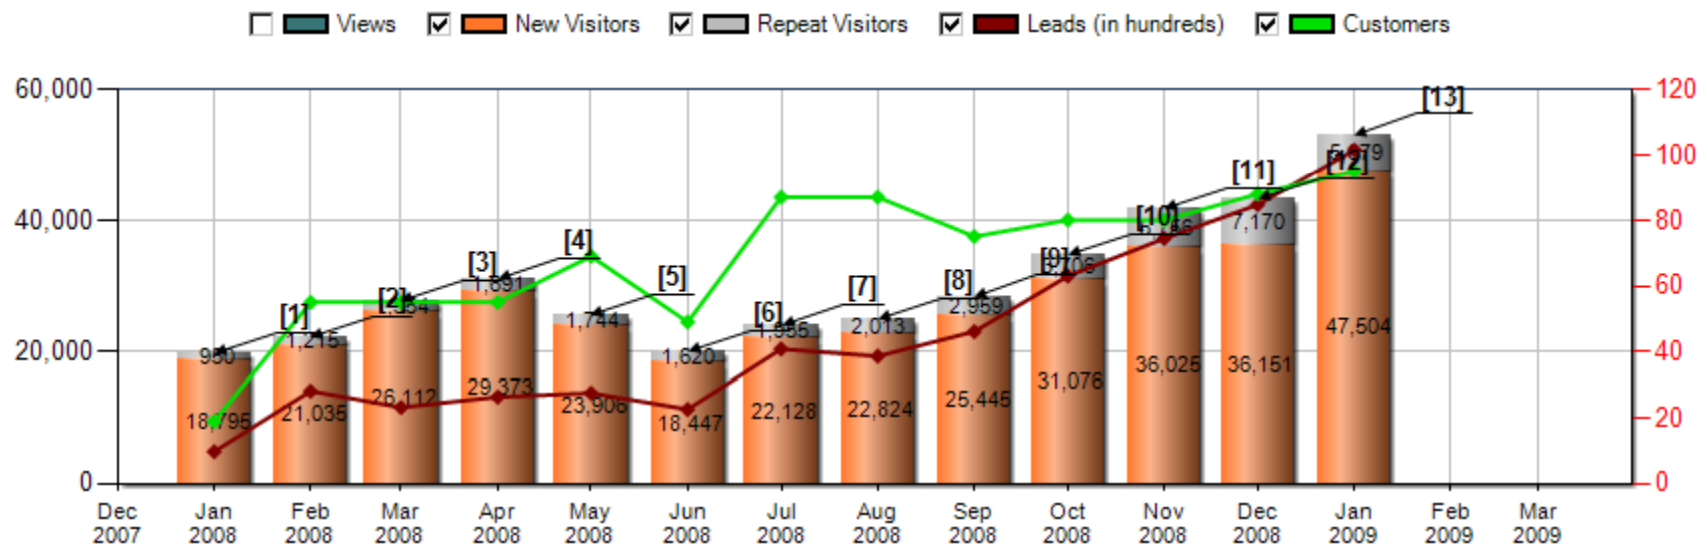 Views New Visitors Repeat Visitors Leads (in hundreds) Customers
60,000 120
100
40,000 80
60
20,000 40
20
0 0
[1] [2] [3] [4] [5] [6] [7] [8] [9] [10] [11] [12] [13]
950 1,215 1,891 1,744 1,620 2,013 2,959 7,170
18,795 21,035 26,112 29,373 23,906 18,447 22,128 22,824 25,445 31,076 36,025 36,151 47,504
Dec Jan Feb Mar Apr May Jun Jul Aug Sep Oct Nov Dec Jan Feb Mar
2007 2008 2008 2008 2008 2008 2008 2008 2008 2008 2008 2008 2008 2009 2009 2009